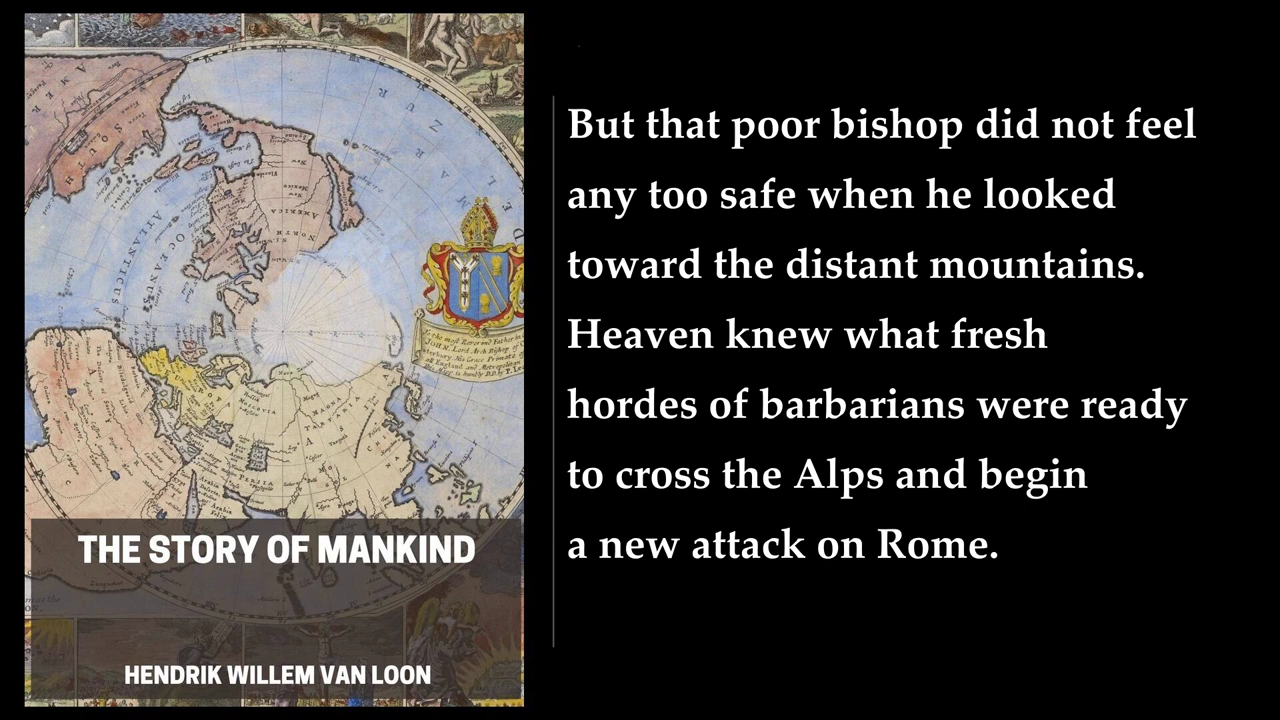 THE STORY OF MANKIND
HENDRIK WILLEM VAN LOON
But that poor bishop did not feel
any too safe when he looked
toward the distant mountains.
Heaven knew what fresh
hordes of barbarians were ready
to cross the Alps and begin
a new attack on Rome.